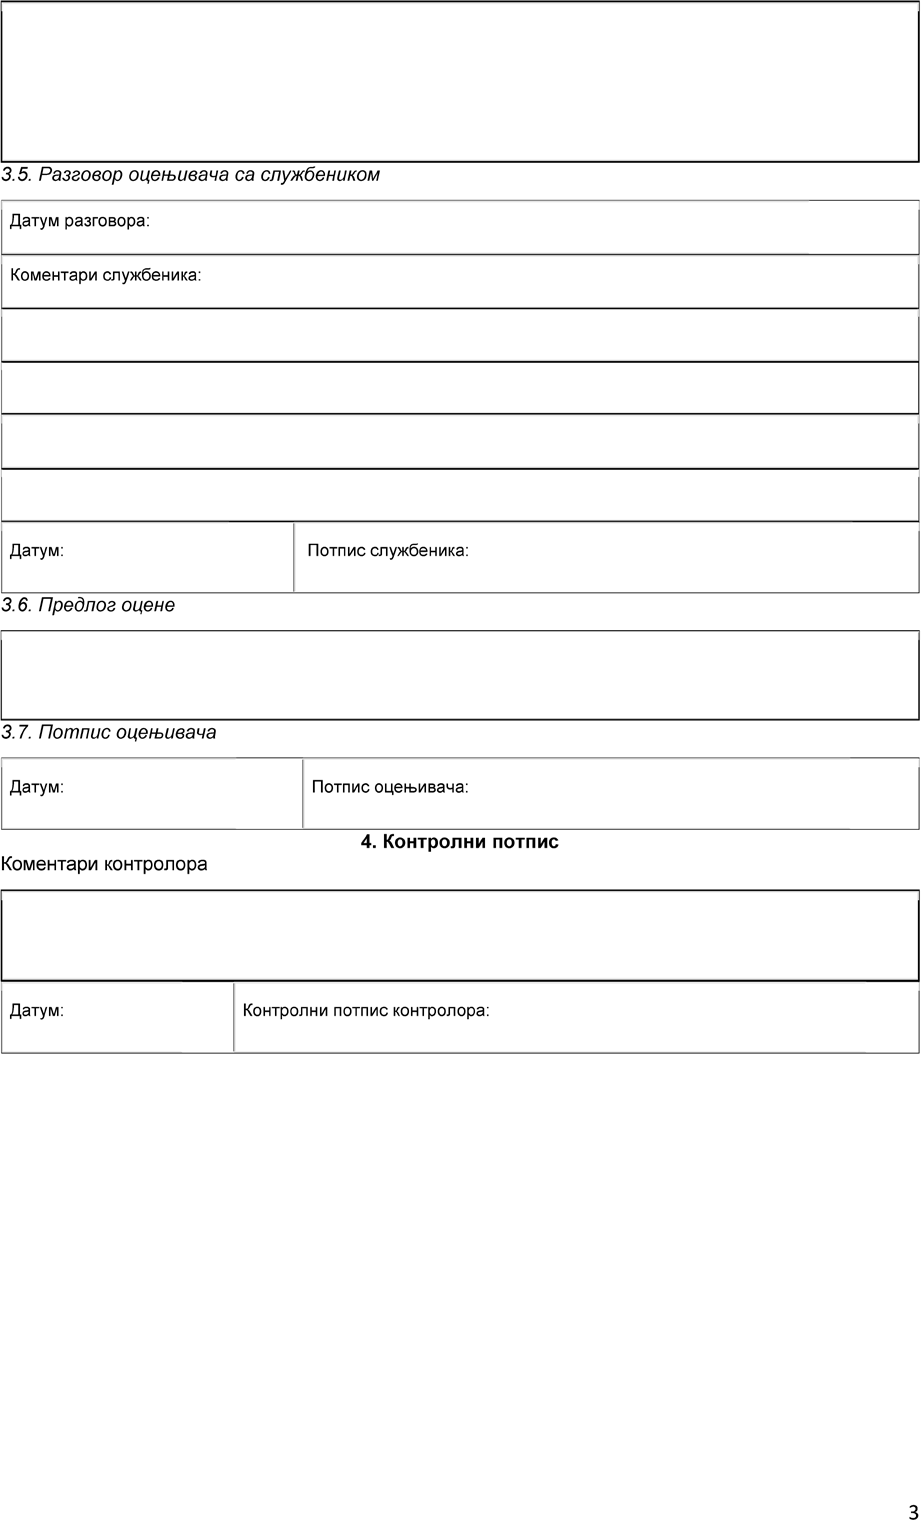 3.5. Разговор оцењивача са службеником
Датум разговора:
Коментари службеника:
Датум: Потпис службеника:
3.6. Предлог оцене
3.7. Потпис оцењивача
Датум: Потпис оцењивача:
4. Контролни потпис
Коментари контролора
Датум: Контролни потпис контролора:
3